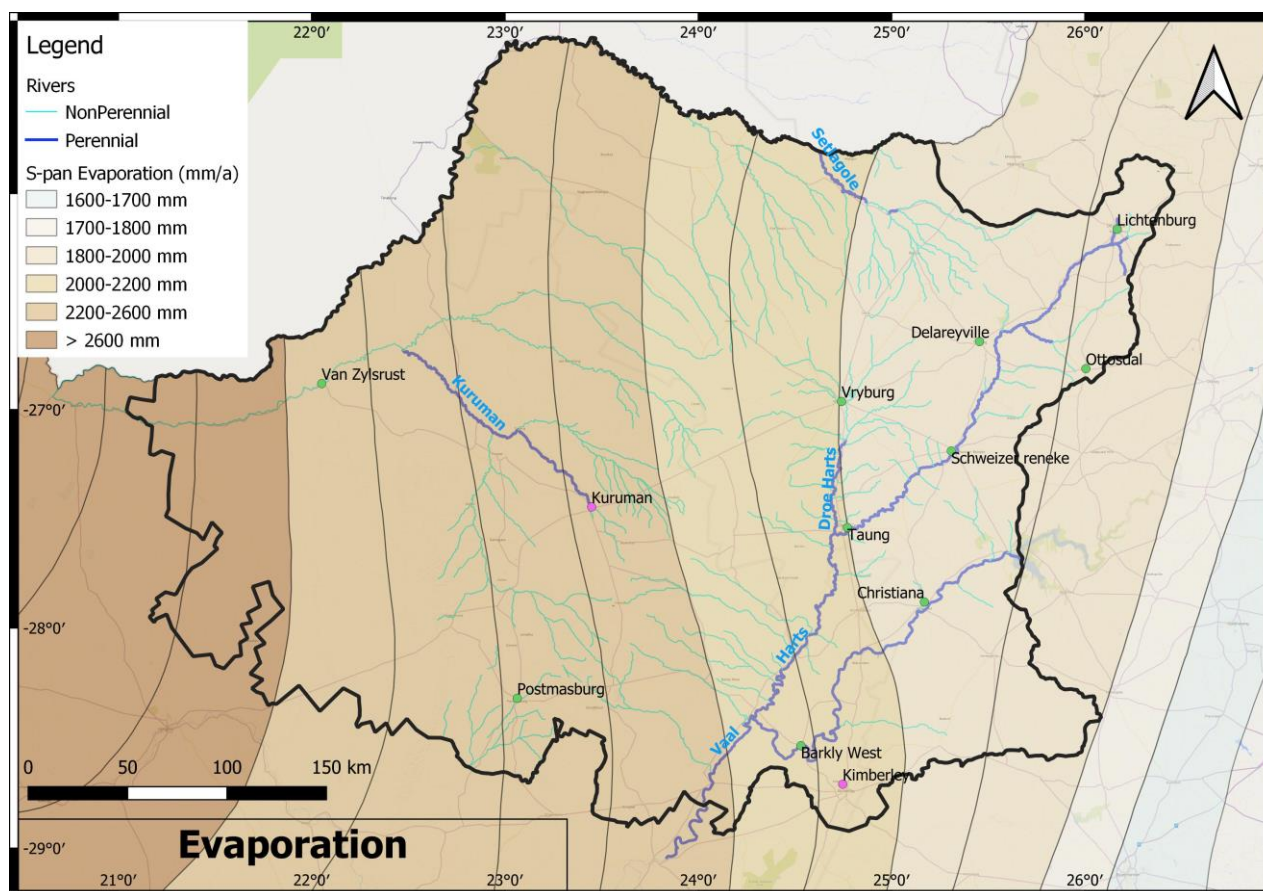 Legend
Rivers
NonPerennial
Perennial
S-pan Evaporation (mm/a)
1600-1700 mm
1700-1800 mm
1800-2000 mm
2000-2200 mm
2200-2600 mm
> 2600 mm
22°0′ 23°0′ 24°0′ 25°0′ 26°0′
Setlagole
Lichtenburg
Delareyville
Ottosdal
Van Zylsrust
Vryburg
-27°0′
Kuruman
Schweizer reneke
Droe Harts
Kuruman
Taung
Christiana
-28°0′
Harts
Postmasburg
Vaal
Barkly West
Kimberley
0 50 100 150 km
Evaporation
-29°0′
21°0′ 22°0′ 23°0′ 24°0′ 25°0′ 26°0′